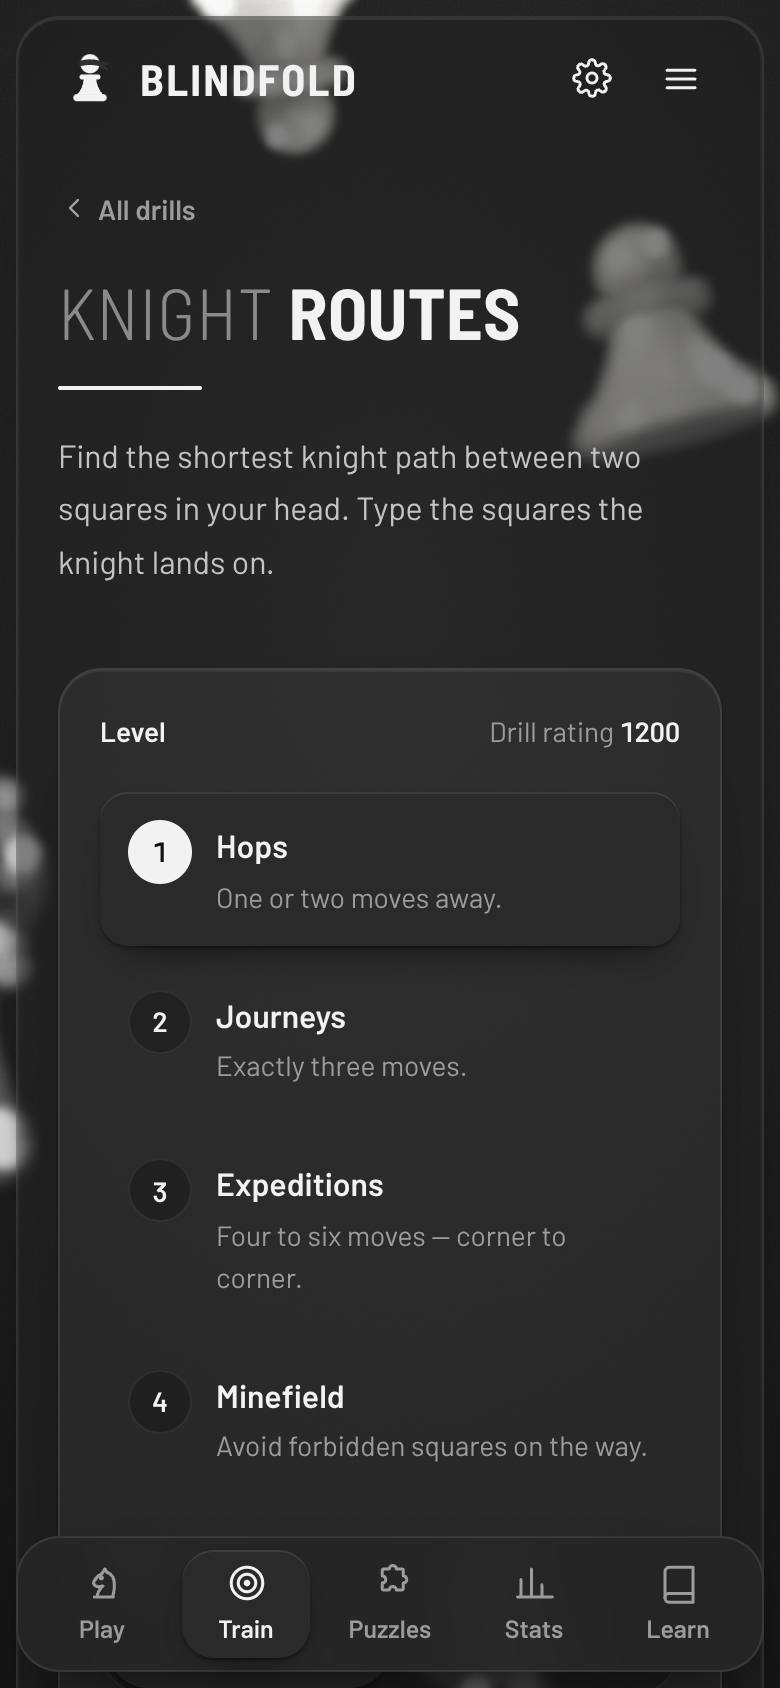 BLINDFOLD
All drills
KNIGHT ROUTES
Find the shortest knight path between two
squares in your head. Type the squares the
knight lands on.
Level Drill rating 1200
1 Hops
One or two moves away.
2 Journeys
Exactly three moves.
3 Expeditions
Four to six moves — corner to
corner.
4 Minefield
Avoid forbidden squares on the way.
Play Train Puzzles Stats Learn